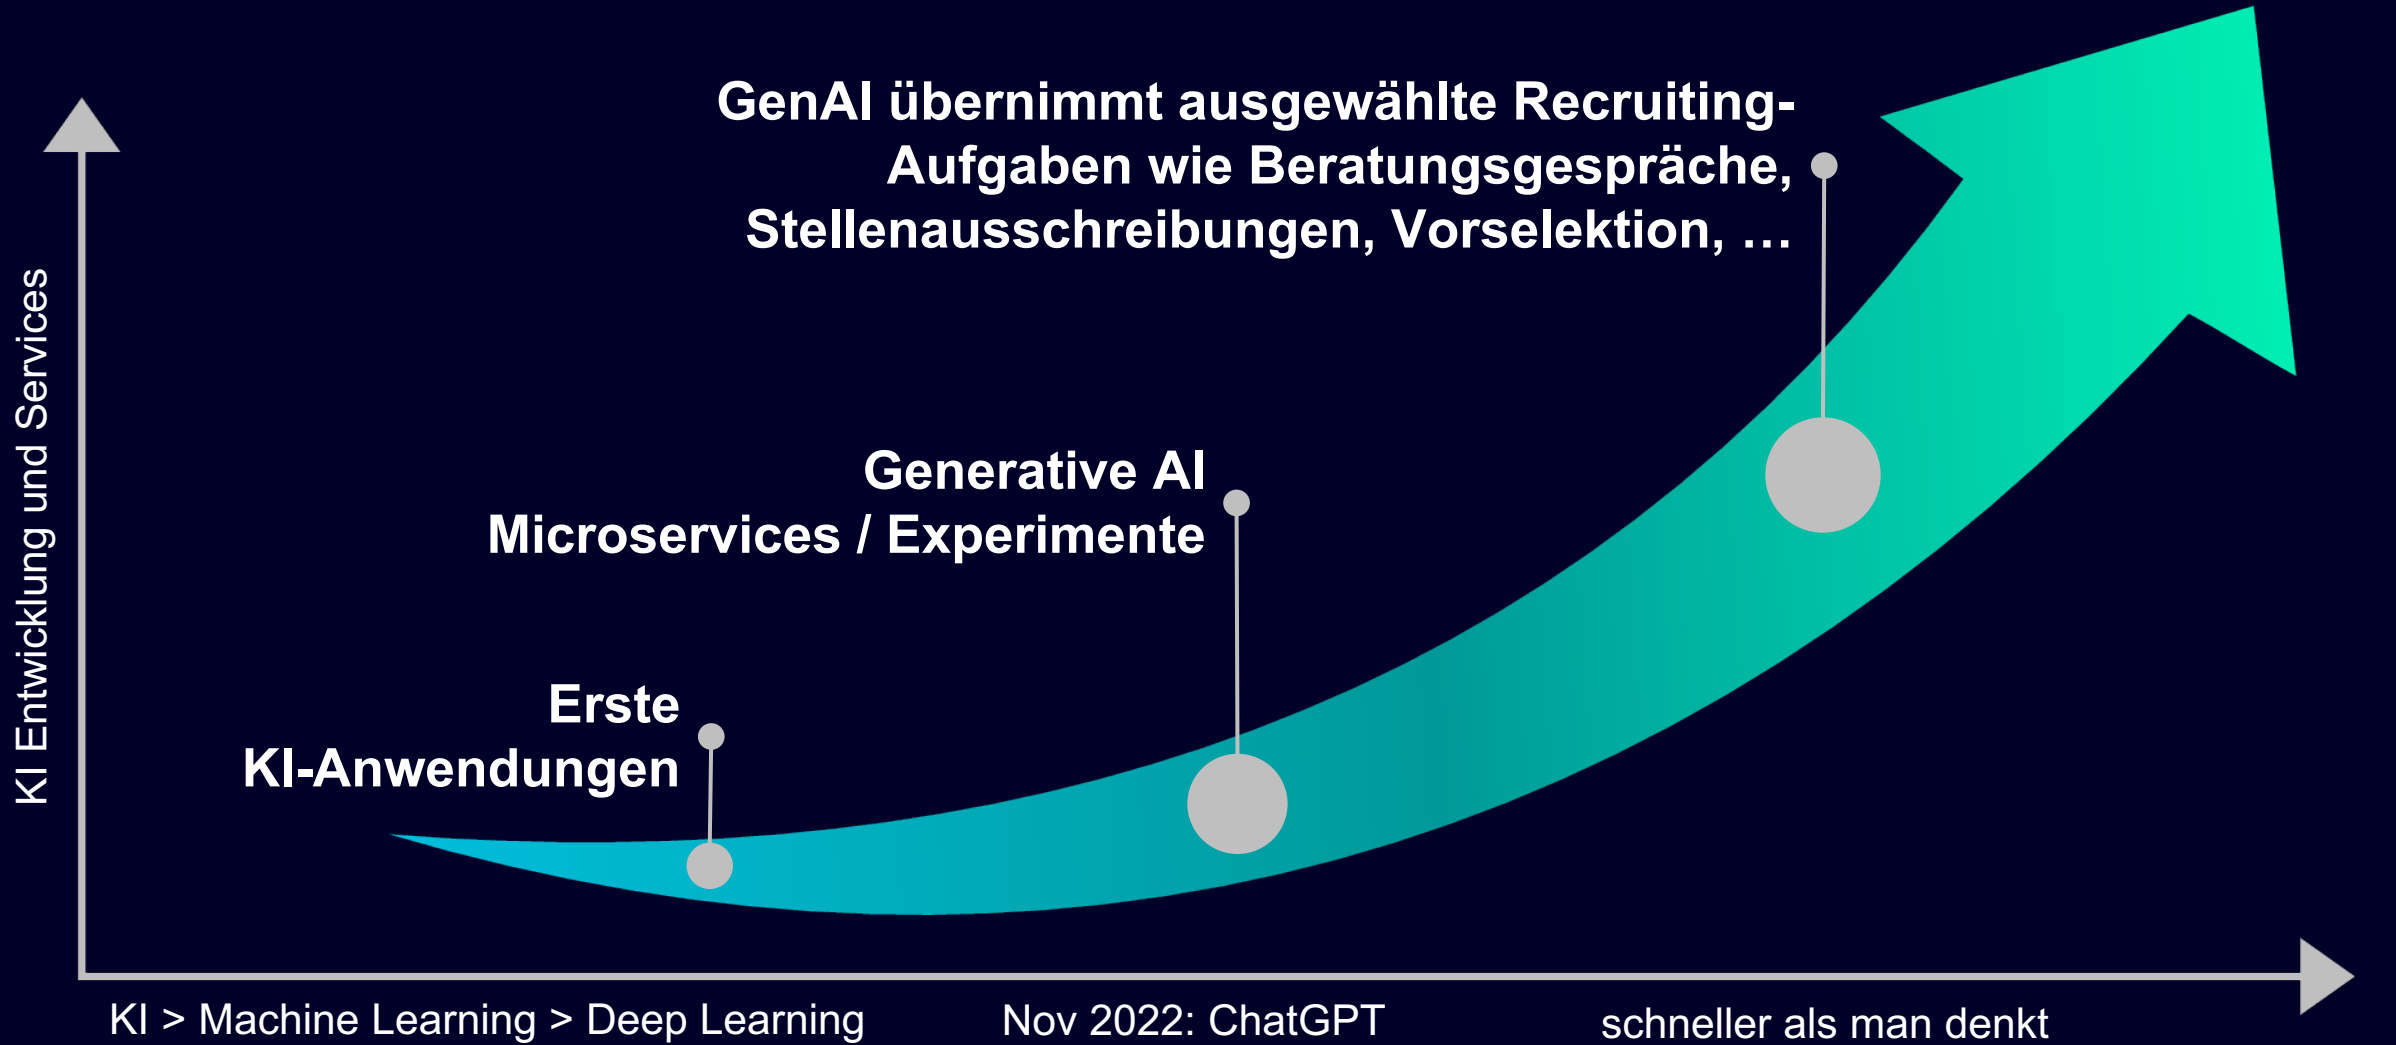 GenAI übernimmt ausgewählte Recruiting-
Aufgaben wie Beratungsgespräche,
Stellenausschreibungen, Vorselektion, …
Generative AI
Microservices / Experimente
Erste
KI-Anwendungen
KI Entwicklung und Services
KI > Machine Learning > Deep Learning
Nov 2022: ChatGPT
schneller als man denkt